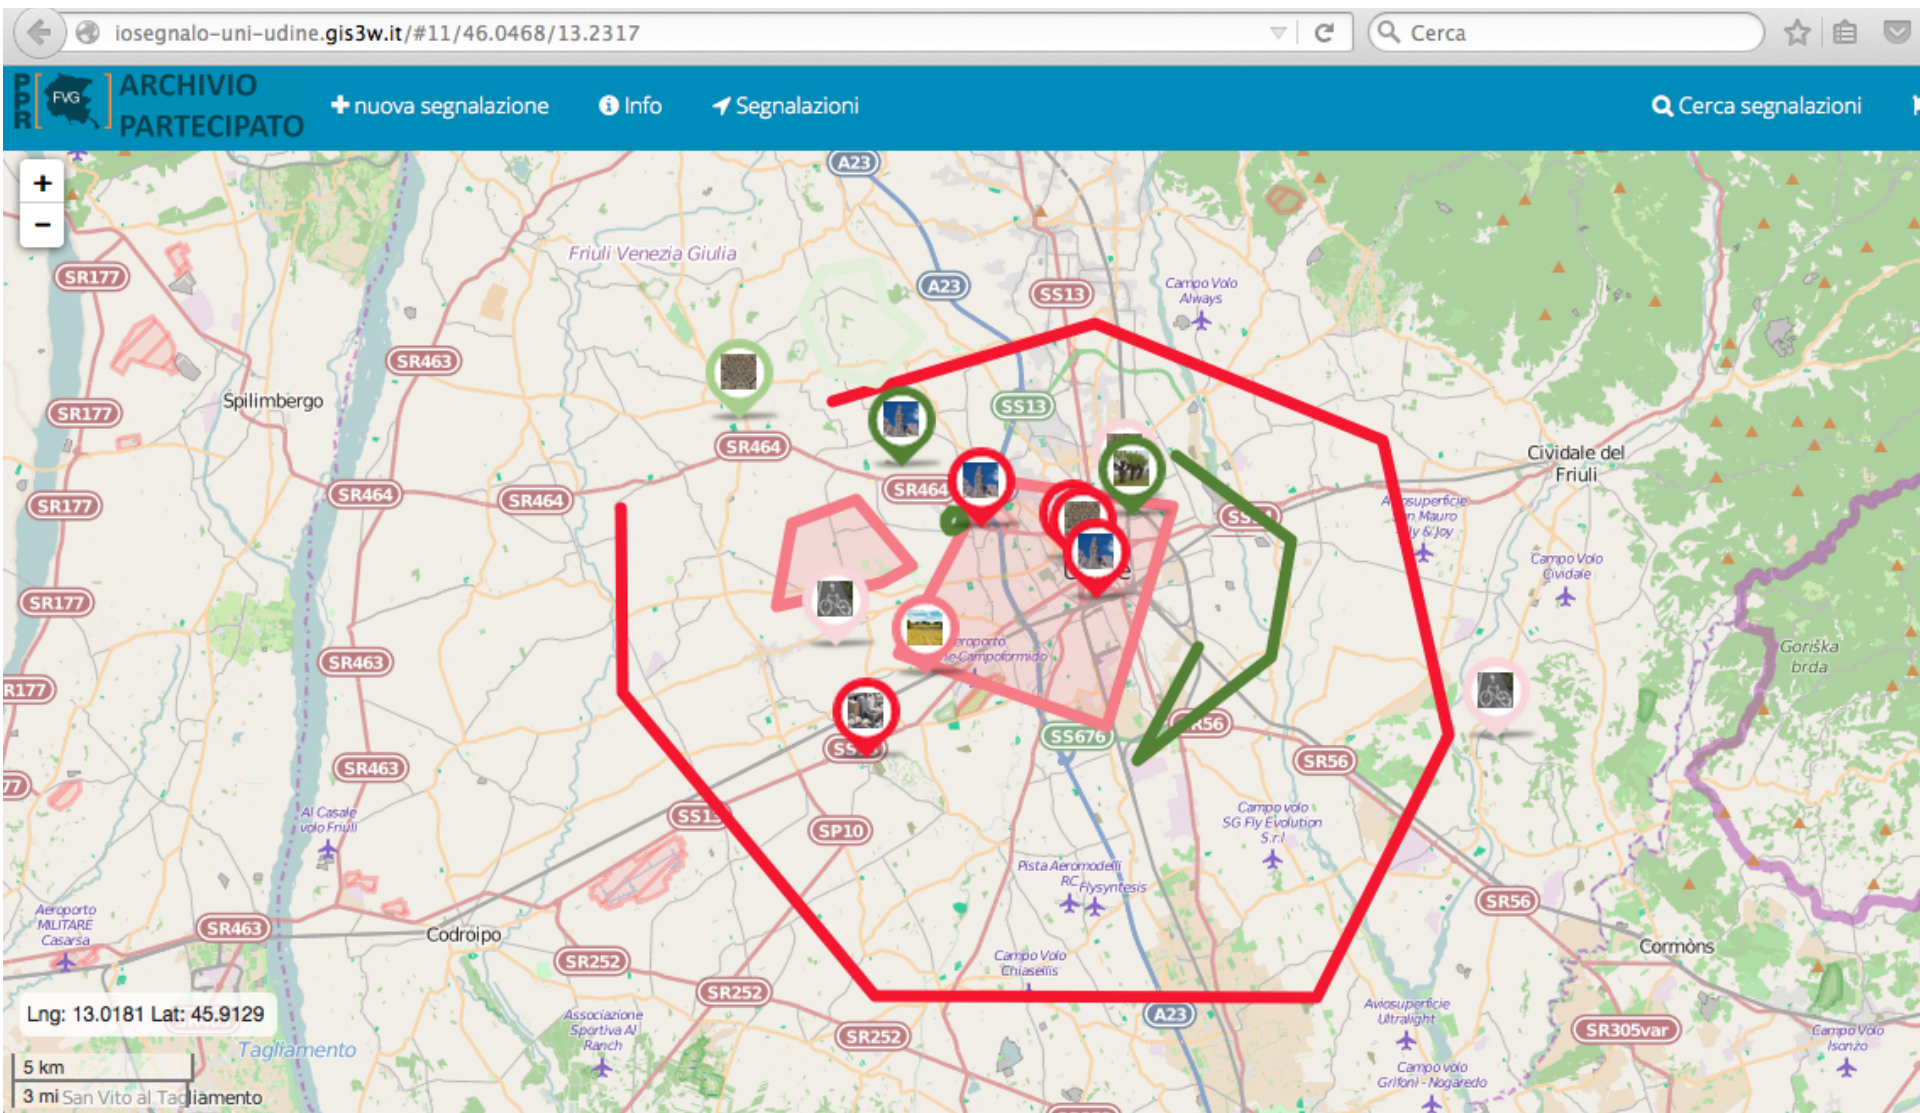 iosegnalo-uni-udine.gis3w.it/#11/46.0468/13.2317
Cerca
PPR
FVG
ARCHIVIO
PARTECIPATO
nuova segnalazione
Info
Segnalazioni
Cerca segnalazioni
+
−
A23
Friuli Venezia Giulia
SR177
A23
SS13
Campo Volo
Always
SR463
Spilimbergo
SR177
SS13
SR464
Cividale del
Friuli
SR464
SR464
SR464
SR177
Campo Volo
Cividale
SR177
SR463
Goriška
brda
R177
SS676
SR56
SR463
77
Al Casale
volo Friuli
SP10
Campo volo
SG Fly Evolution
S.r.l
Pista Aeromodelli
RC Flysyntesis
Aeroporto
MILITARE
Casarsa
SR463
Codroipo
SR56
Cormòns
SR252
Campo Volo
Chiasellis
SR252
Lng: 13.0181 Lat: 45.9129
Associazione
Sportiva Al
Ranch
A23
Aviosuperficie
Ultralight
SR305var
Campo Volo
Isonzo
SR252
Tagliamento
5 km
3 mi
San Vito al Tagliamento
Campo volo
Grifoni - Nogaredo